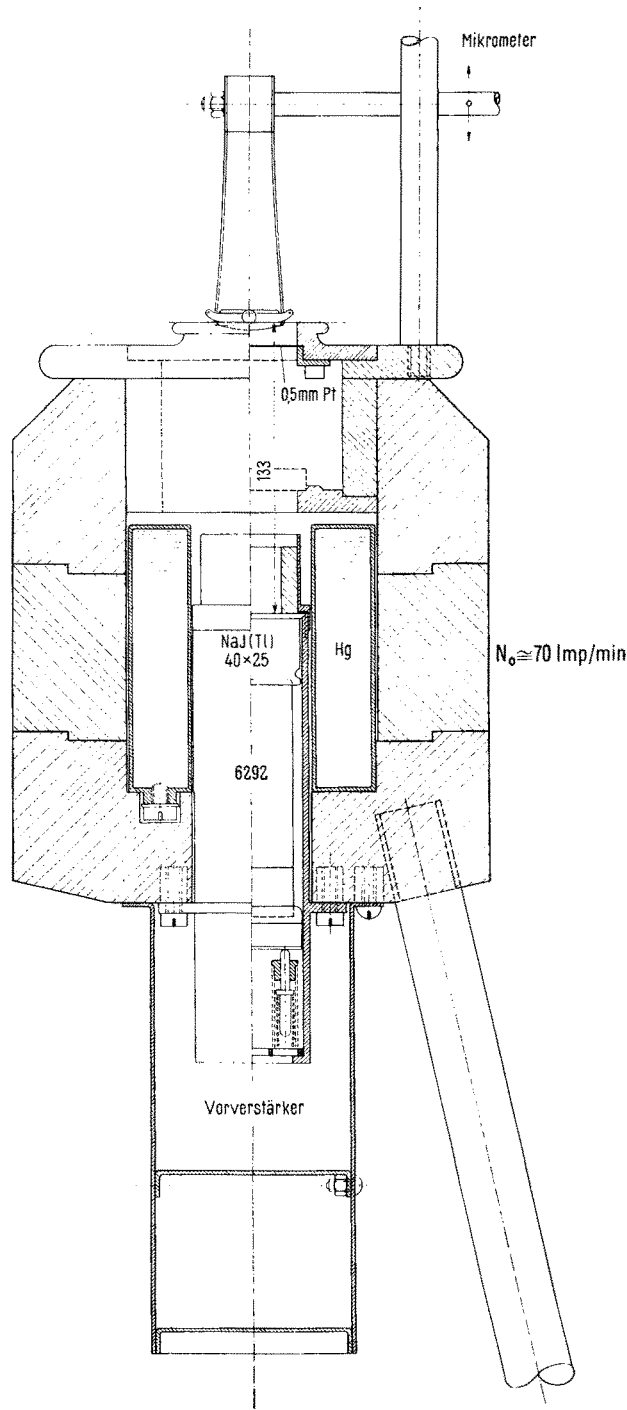 Mikrometer
0,5mm Pt
133
NaJ(Tl)
40×25
Hg
N₀≅70 Imp/min
6292
Vorverstärker